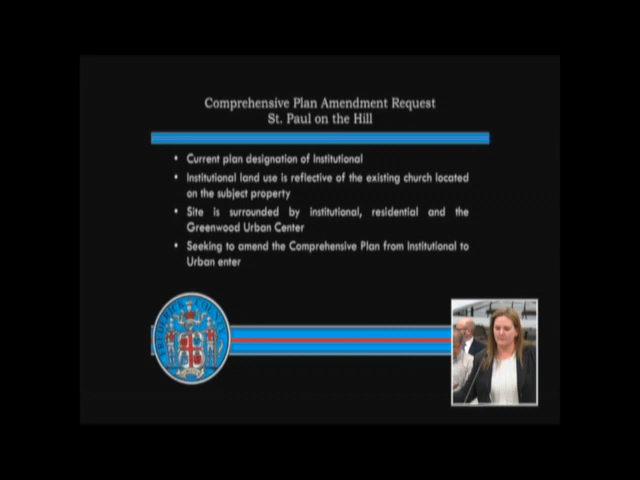 Comprehensive Plan Amendment Request
St. Paul on the Hill
• Current plan designation of Institutional
• Institutional land use is reflective of the existing church located
on the subject property
• Site is surrounded by institutional, residential and the
Greenwood Urban Center
• Seeking to amend the Comprehensive Plan from Institutional to
Urban enter
FREDERICK COUNTY